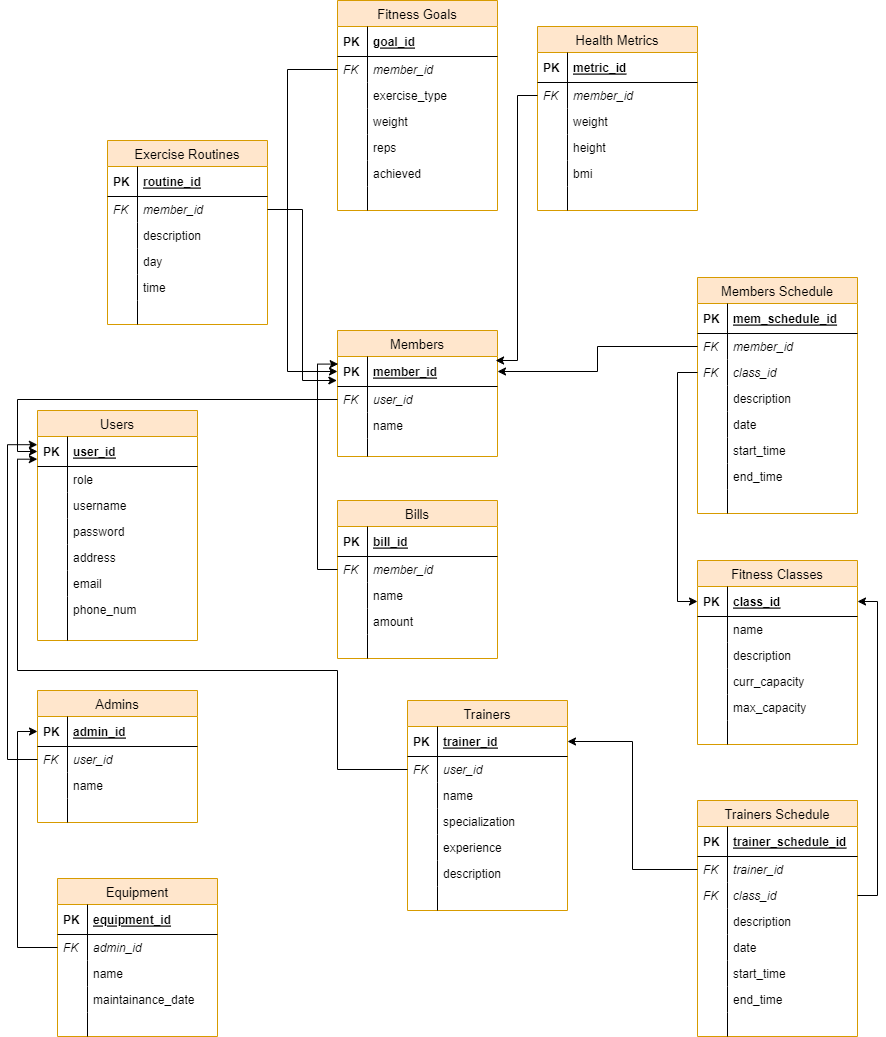 Fitness Goals
PK goal_id
FK member_id
exercise_type
weight
reps
achieved
Health Metrics
PK metric_id
FK member_id
weight
height
bmi
Exercise Routines
PK routine_id
FK member_id
description
day
time
Members Schedule
PK mem_schedule_id
FK member_id
FK class_id
description
date
start_time
end_time
Members
PK member_id
FK user_id
name
Users
PK user_id
role
username
password
address
email
phone_num
Bills
PK bill_id
FK member_id
name
amount
Fitness Classes
PK class_id
name
description
curr_capacity
max_capacity
Admins
PK admin_id
FK user_id
name
Trainers
PK trainer_id
FK user_id
name
specialization
experience
description
Trainers Schedule
PK trainer_schedule_id
FK trainer_id
FK class_id
description
date
start_time
end_time
Equipment
PK equipment_id
FK admin_id
name
maintainance_date